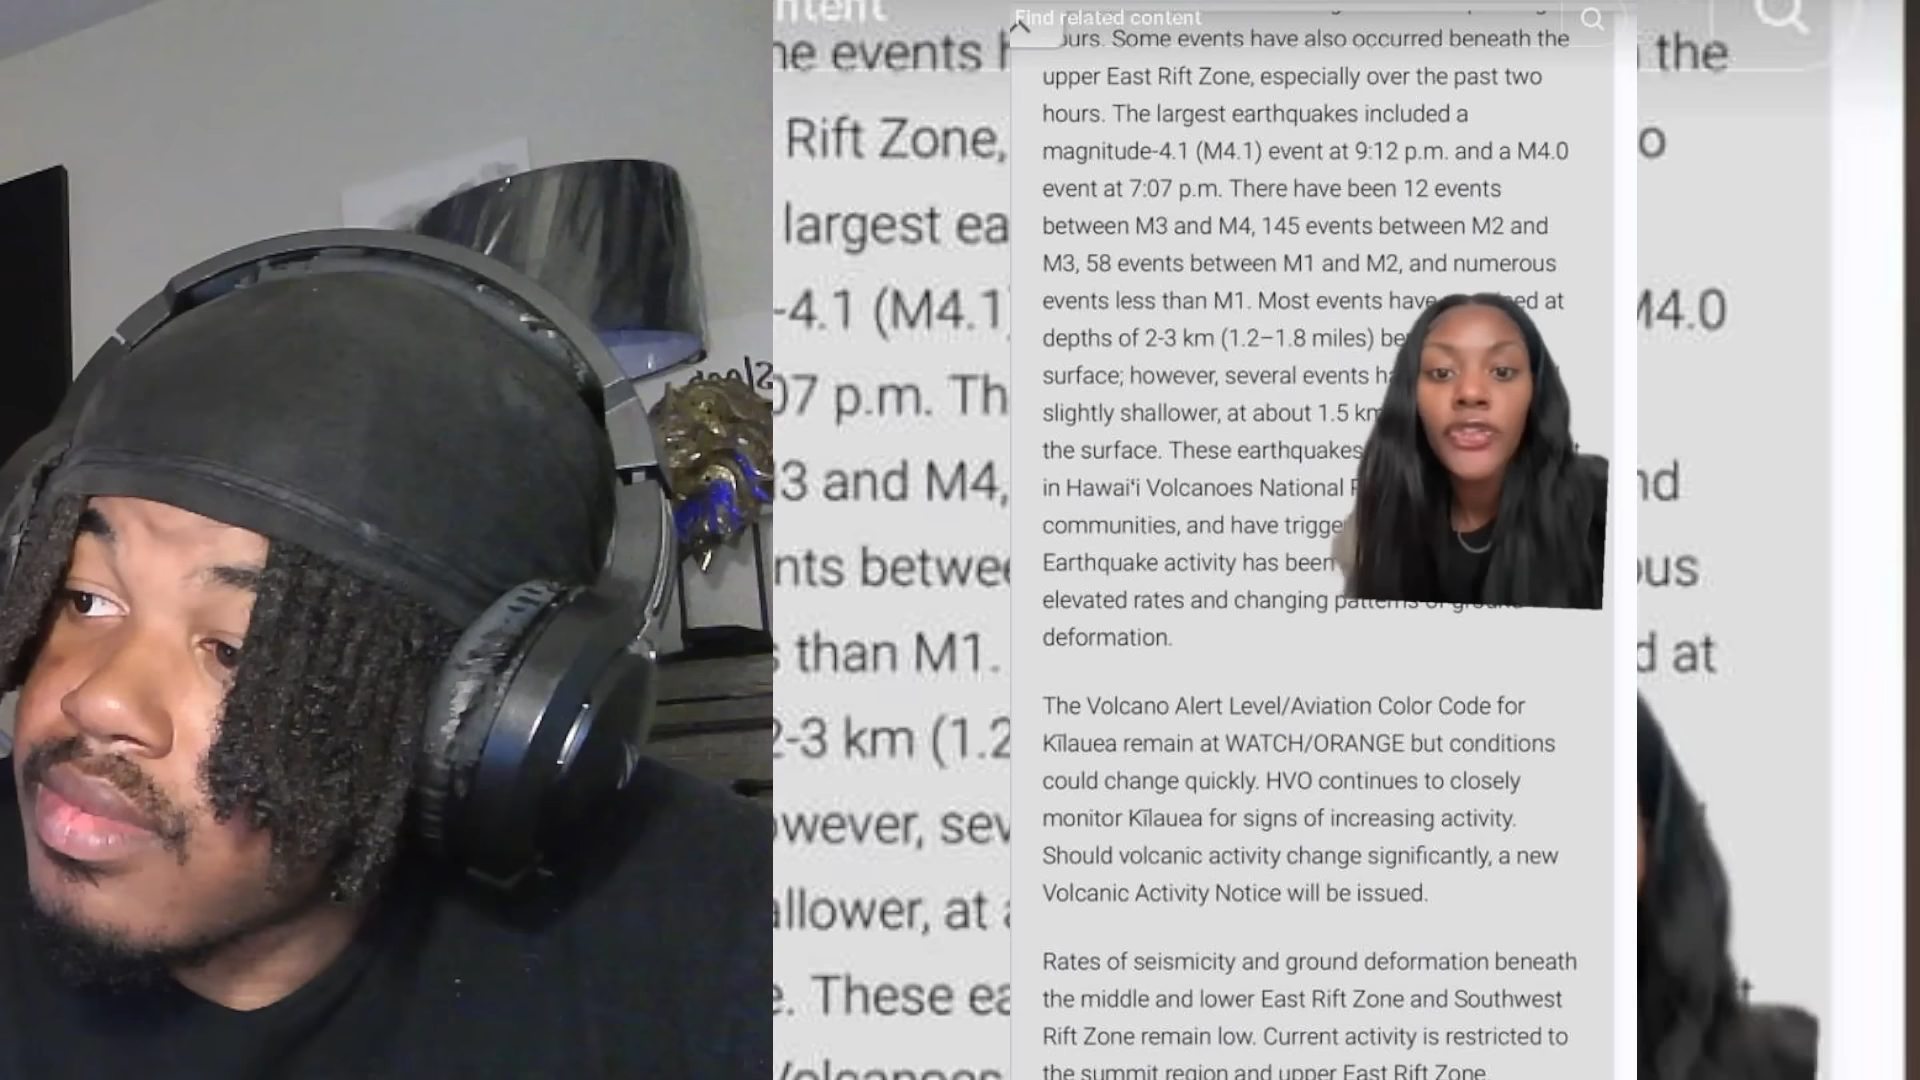 Find related content
ours. Some events have also occurred beneath the
upper East Rift Zone, especially over the past two
hours. The largest earthquakes included a
magnitude-4.1 (M4.1) event at 9:12 p.m. and a M4.0
event at 7:07 p.m. There have been 12 events
between M3 and M4, 145 events between M2 and
M3, 58 events between M1 and M2, and numerous
events less than M1. Most events have ed at
depths of 2-3 km (1.2–1.8 miles) be
surface; however, several events ha
slightly shallower, at about 1.5 km
the surface. These earthquakes
in Hawaiʻi Volcanoes National
communities, and have trigge
Earthquake activity has been
elevated rates and changing patterns of ground
deformation.
The Volcano Alert Level/Aviation Color Code for
Kīlauea remain at WATCH/ORANGE but conditions
could change quickly. HVO continues to closely
monitor Kīlauea for signs of increasing activity.
Should volcanic activity change significantly, a new
Volcanic Activity Notice will be issued.
Rates of seismicity and ground deformation beneath
the middle and lower East Rift Zone and Southwest
Rift Zone remain low. Current activity is restricted to
the summit region and upper East Rift Zone.